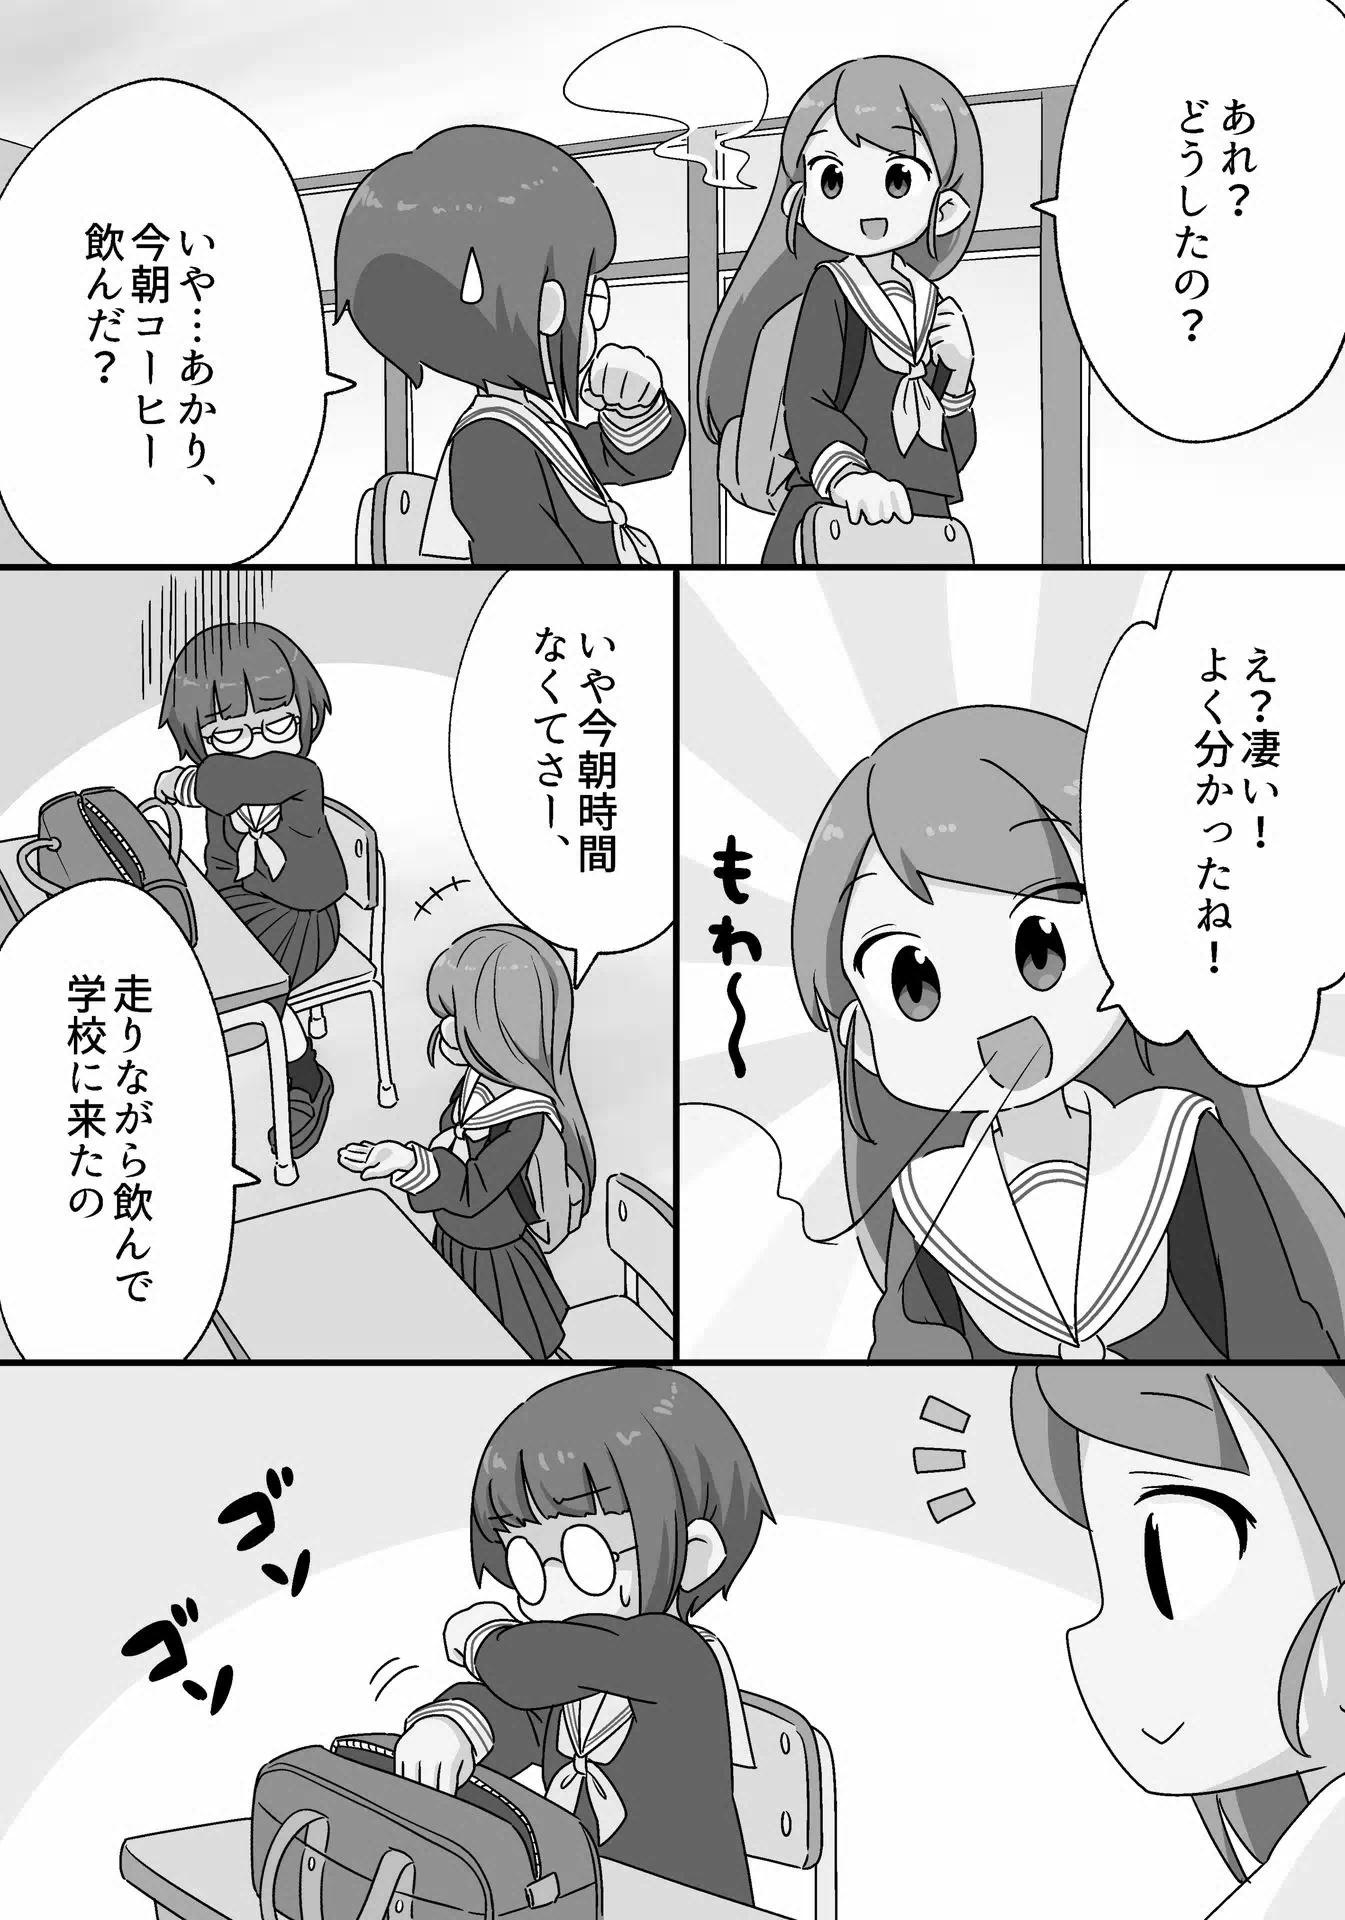 あれ？
どうしたの？
いや…あかり、
今朝コーヒー
飲んだ？
え？凄い！
よく分かったね！
もわ〜
いや今朝時間
なくてさー、
走りながら飲んで
学校に来たの
ゴソ
ゴソ